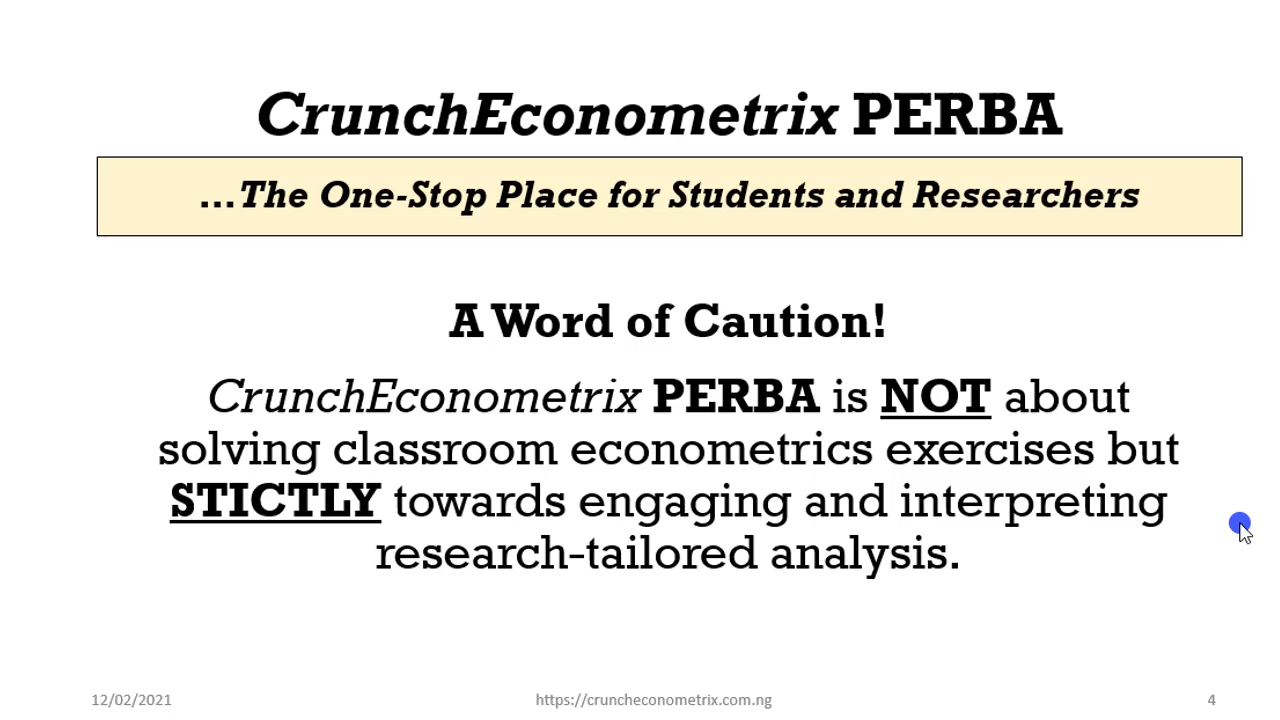 CrunchEconometrix PERBA
...The One-Stop Place for Students and Researchers
A Word of Caution!
CrunchEconometrix PERBA is NOT about
solving classroom econometrics exercises but
STICTLY towards engaging and interpreting
research-tailored analysis.
12/02/2021
https://cruncheconometrix.com.ng
4